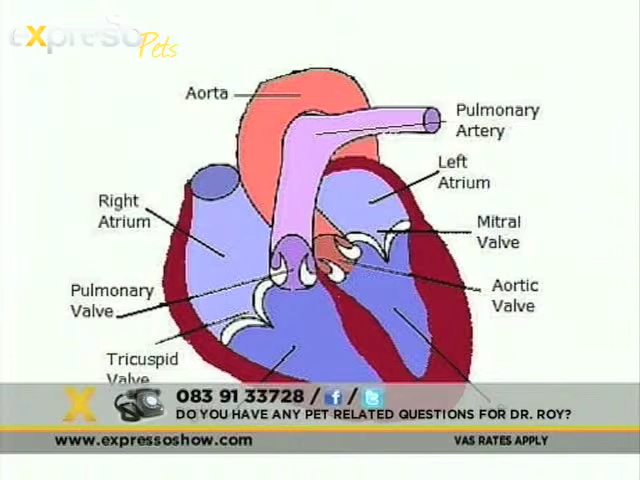 expresso
Pets
Aorta
Pulmonary
Artery
Left
Atrium
Right
Atrium
Mitral
Valve
Pulmonary
Valve
Aortic
Valve
Tricuspid
Valve
X
083 91 33728 / f /
DO YOU HAVE ANY PET RELATED QUESTIONS FOR DR. ROY?
www.expressoshow.com
VAS RATES APPLY